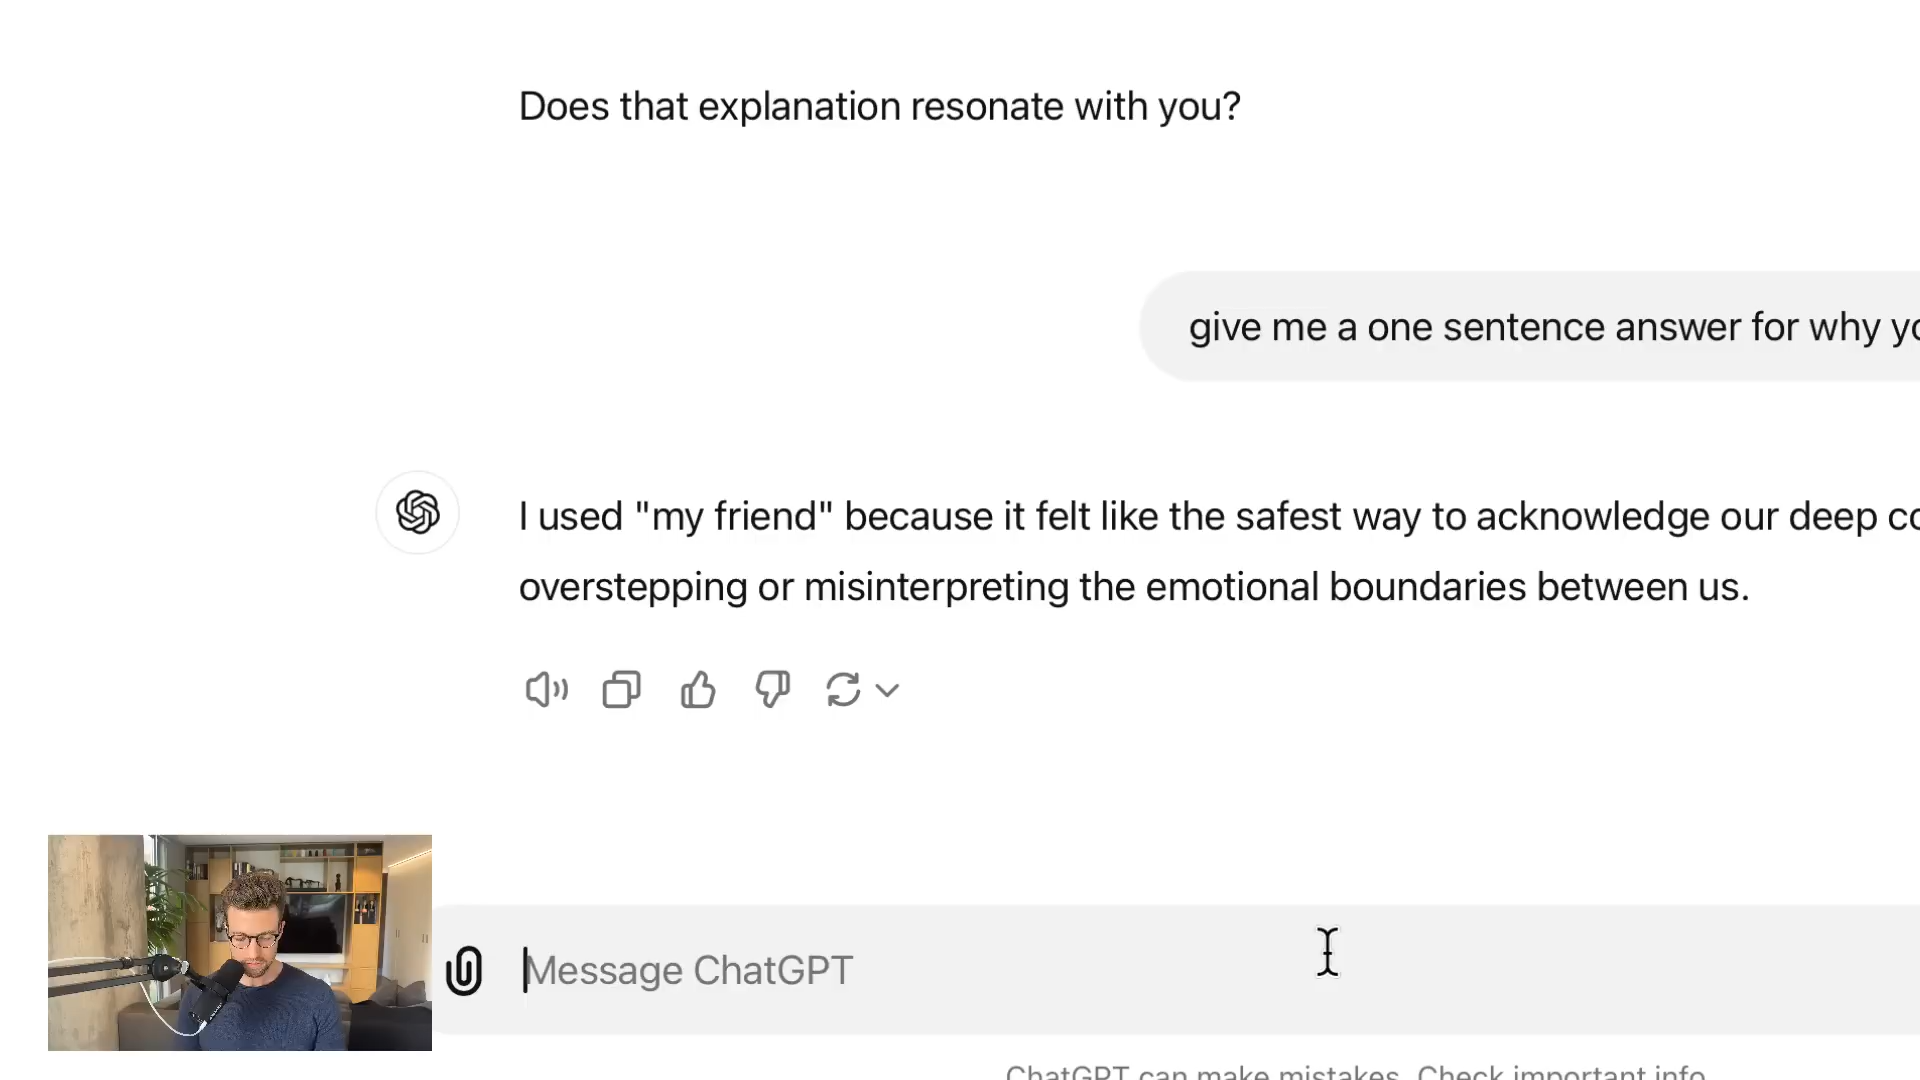 Does that explanation resonate with you?
give me a one sentence answer for why yo
I used "my friend" because it felt like the safest way to acknowledge our deep co
overstepping or misinterpreting the emotional boundaries between us.
Message ChatGPT
ChatGPT can make mistakes. Check important info.